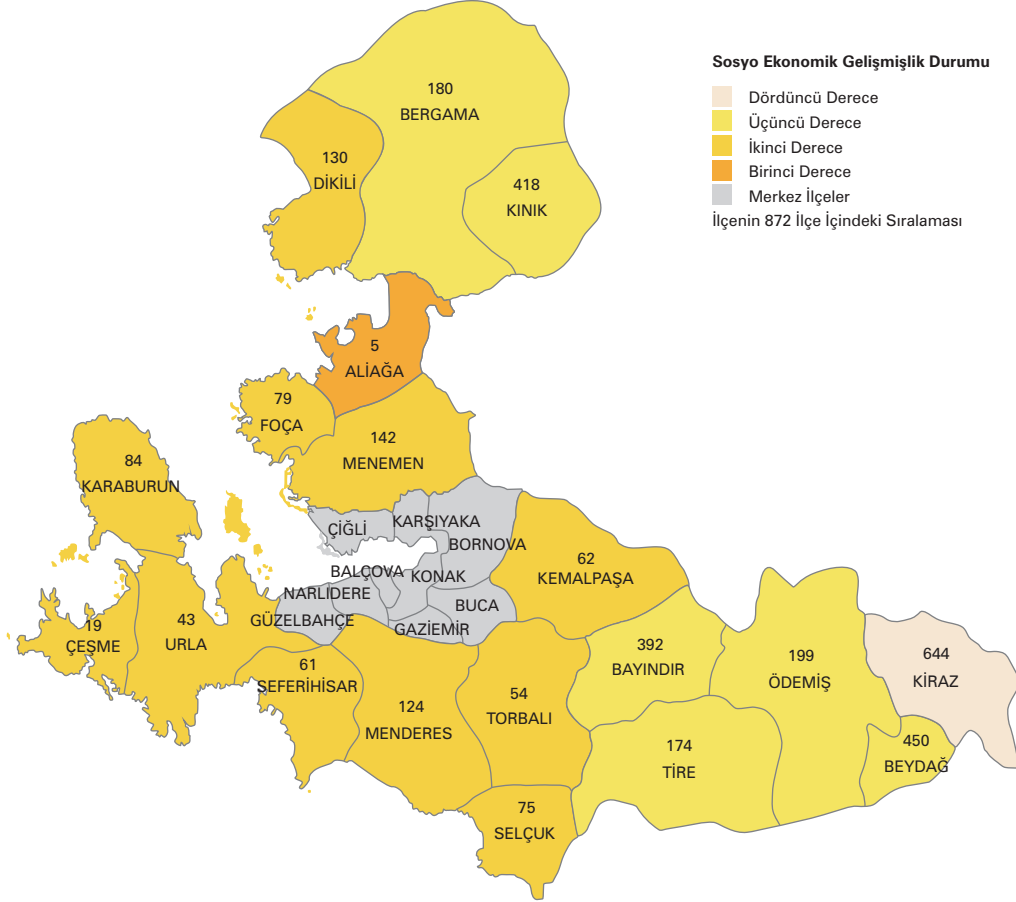 Sosyo Ekonomik Gelişmişlik Durumu
Dördüncü Derece
Üçüncü Derece
İkinci Derece
Birinci Derece
Merkez İlçeler
İlçenin 872 İlçe İçindeki Sıralaması
180
BERGAMA
130
DİKİLİ
418
KINIK
5
ALİAĞA
79
FOÇA
142
MENEMEN
84
KARABURUN
ÇİĞLİ
KARŞIYAKA
BORNOVA
62
KEMALPAŞA
BALÇOVA
KONAK
NARLIDERE
BUCA
GÜZELBAHÇE
GAZİEMİR
19
ÇEŞME
43
URLA
61
SEFERİHİSAR
124
MENDERES
54
TORBALI
392
BAYINDIR
199
ÖDEMİŞ
644
KİRAZ
174
TİRE
450
BEYDAĞ
75
SELÇUK